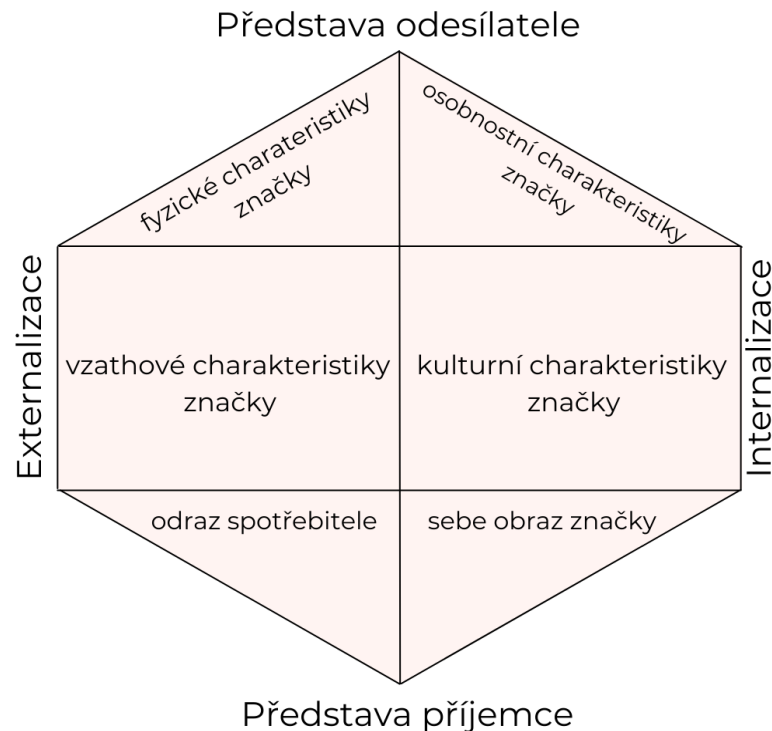 Představa odesílatele
fyzické charateristiky
značky
osobnostní charakteristiky
značky
Externalizace
vzathové charakteristiky
značky
kulturní charakteristiky
značky
Internalizace
odraz spotřebitele
sebe obraz značky
Představa příjemce